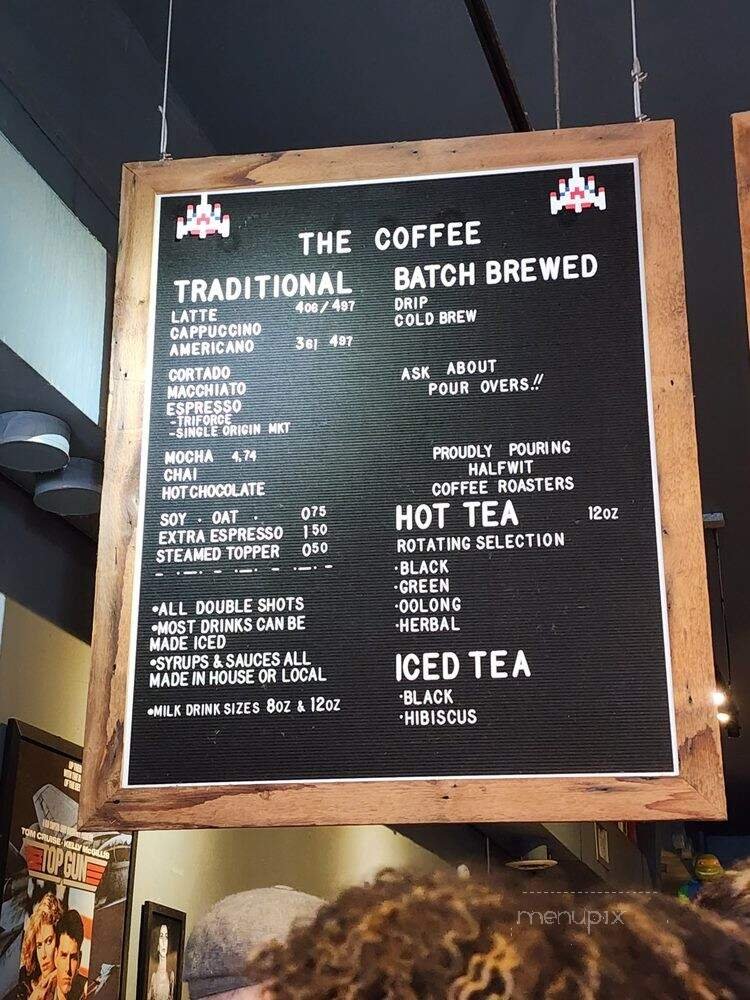 THE COFFEE
TRADITIONAL
LATTE 406/497
CAPPUCCINO
AMERICANO 361 497
CORTADO
MACCHIATO
ESPRESSO
-TRIFORCE
-SINGLE ORIGIN MKT
MOCHA 4.74
CHAI
HOT CHOCOLATE
SOY · OAT · 075
EXTRA ESPRESSO 150
STEAMED TOPPER 050
•ALL DOUBLE SHOTS
•MOST DRINKS CAN BE
MADE ICED
•SYRUPS & SAUCES ALL
MADE IN HOUSE OR LOCAL
•MILK DRINK SIZES 8OZ & 12OZ
BATCH BREWED
DRIP
COLD BREW
ASK ABOUT
POUR OVERS!!
PROUDLY POURING
HALFWIT
COFFEE ROASTERS
HOT TEA 12OZ
ROTATING SELECTION
·BLACK
·GREEN
·OOLONG
·HERBAL
ICED TEA
·BLACK
·HIBISCUS
TOM CRUISE · KELLY McGILLIS
TOP GUN
menupix